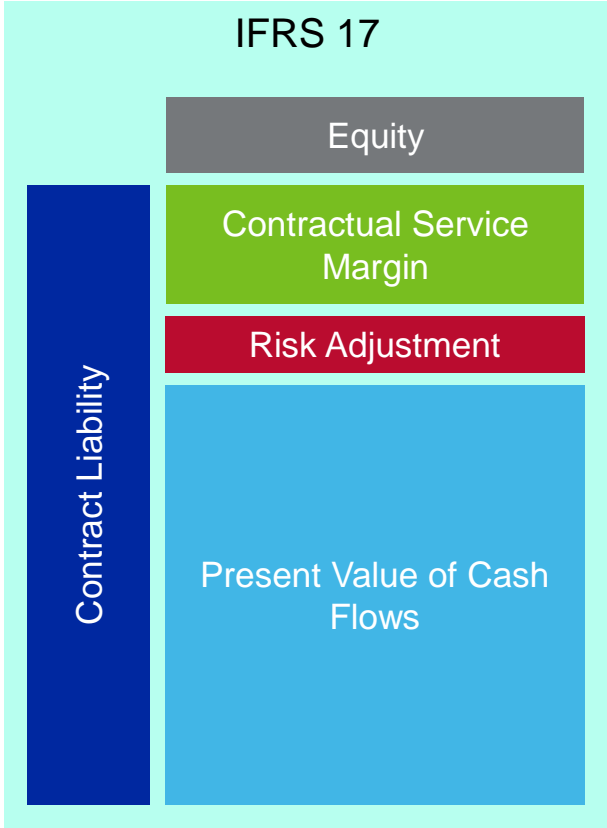 IFRS 17
Equity
Contractual Service
Margin
Risk Adjustment
Contract Liability
Present Value of Cash
Flows